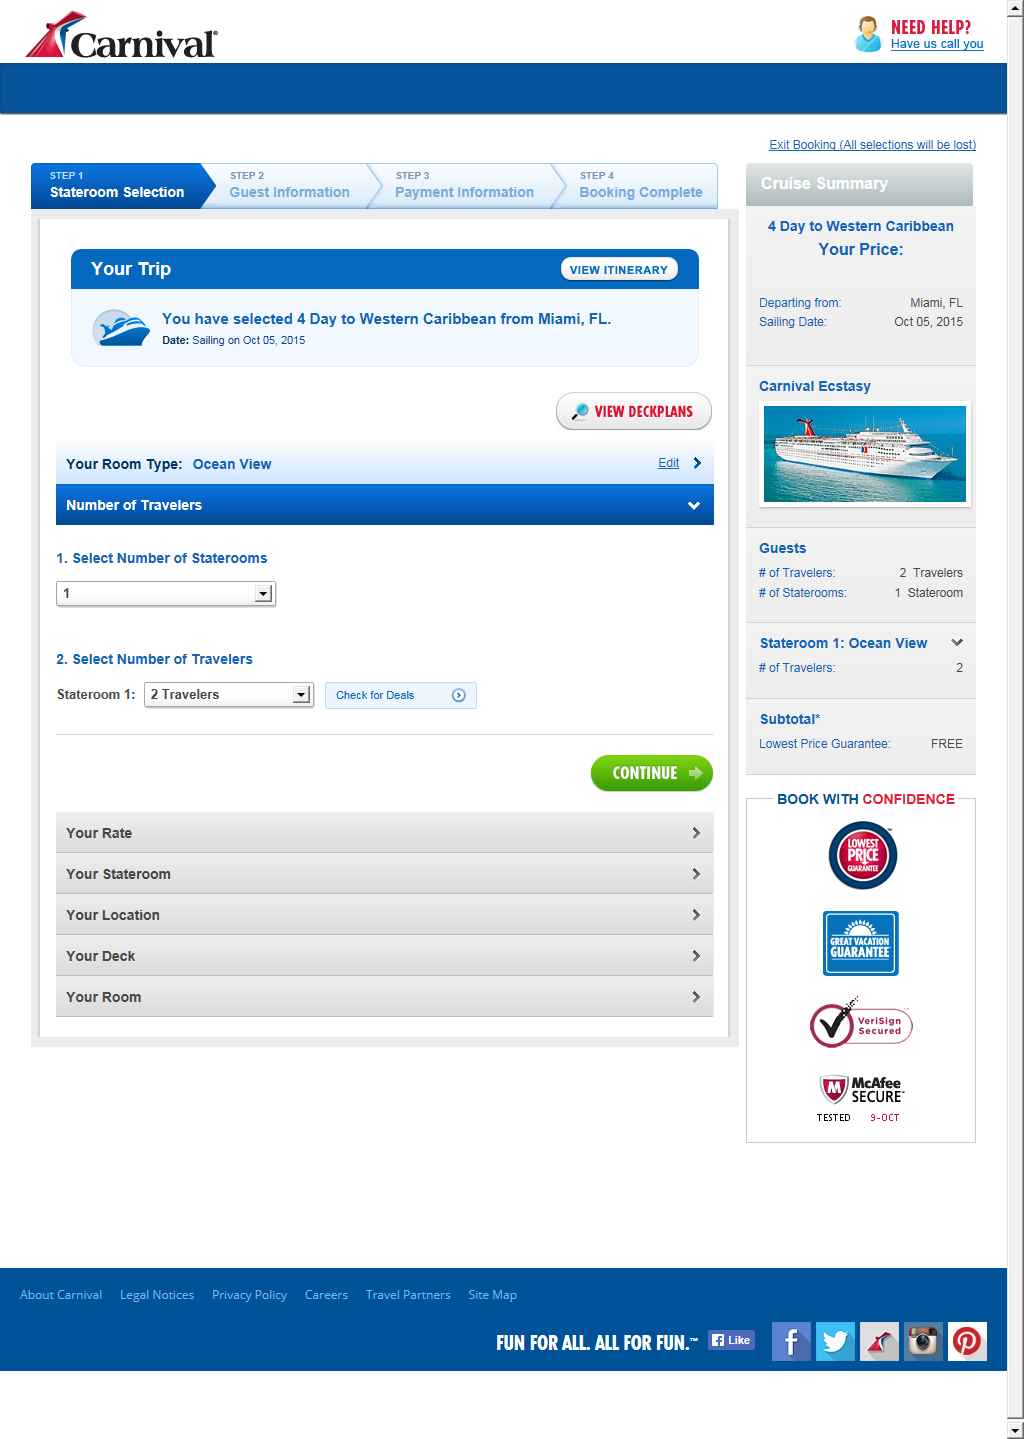 Carnival
NEED HELP?
Have us call you
Exit Booking (All selections will be lost)
STEP 1
Stateroom Selection
STEP 2
Guest Information
STEP 3
Payment Information
STEP 4
Booking Complete
Your Trip
VIEW ITINERARY
You have selected 4 Day to Western Caribbean from Miami, FL.
Date: Sailing on Oct 05, 2015
VIEW DECKPLANS
Your Room Type: Ocean View
Edit
Number of Travelers
1. Select Number of Staterooms
1
2. Select Number of Travelers
Stateroom 1: 2 Travelers
Check for Deals
CONTINUE
Your Rate
Your Stateroom
Your Location
Your Deck
Your Room
Cruise Summary
4 Day to Western Caribbean
Your Price:
Departing from: Miami, FL
Sailing Date: Oct 05, 2015
Carnival Ecstasy
Guests
# of Travelers: 2 Travelers
# of Staterooms: 1 Stateroom
Stateroom 1: Ocean View
# of Travelers: 2
Subtotal*
Lowest Price Guarantee: FREE
BOOK WITH CONFIDENCE
LOWEST
PRICE
GUARANTEE
GREAT VACATION
GUARANTEE
VeriSign
Secured
McAfee
SECURE™
TESTED 9-OCT
About Carnival Legal Notices Privacy Policy Careers Travel Partners Site Map
FUN FOR ALL. ALL FOR FUN.™
Like